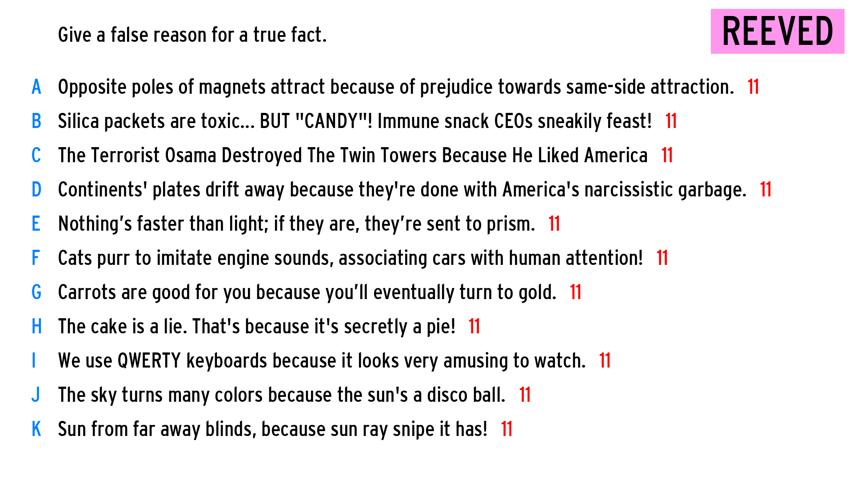 Give a false reason for a true fact.
REEVED
A Opposite poles of magnets attract because of prejudice towards same-side attraction. 11
B Silica packets are toxic... BUT "CANDY"! Immune snack CEOs sneakily feast! 11
C The Terrorist Osama Destroyed The Twin Towers Because He Liked America 11
D Continents' plates drift away because they're done with America's narcissistic garbage. 11
E Nothing’s faster than light; if they are, they’re sent to prism. 11
F Cats purr to imitate engine sounds, associating cars with human attention! 11
G Carrots are good for you because you’ll eventually turn to gold. 11
H The cake is a lie. That's because it's secretly a pie! 11
I We use QWERTY keyboards because it looks very amusing to watch. 11
J The sky turns many colors because the sun's a disco ball. 11
K Sun from far away blinds, because sun ray snipe it has! 11